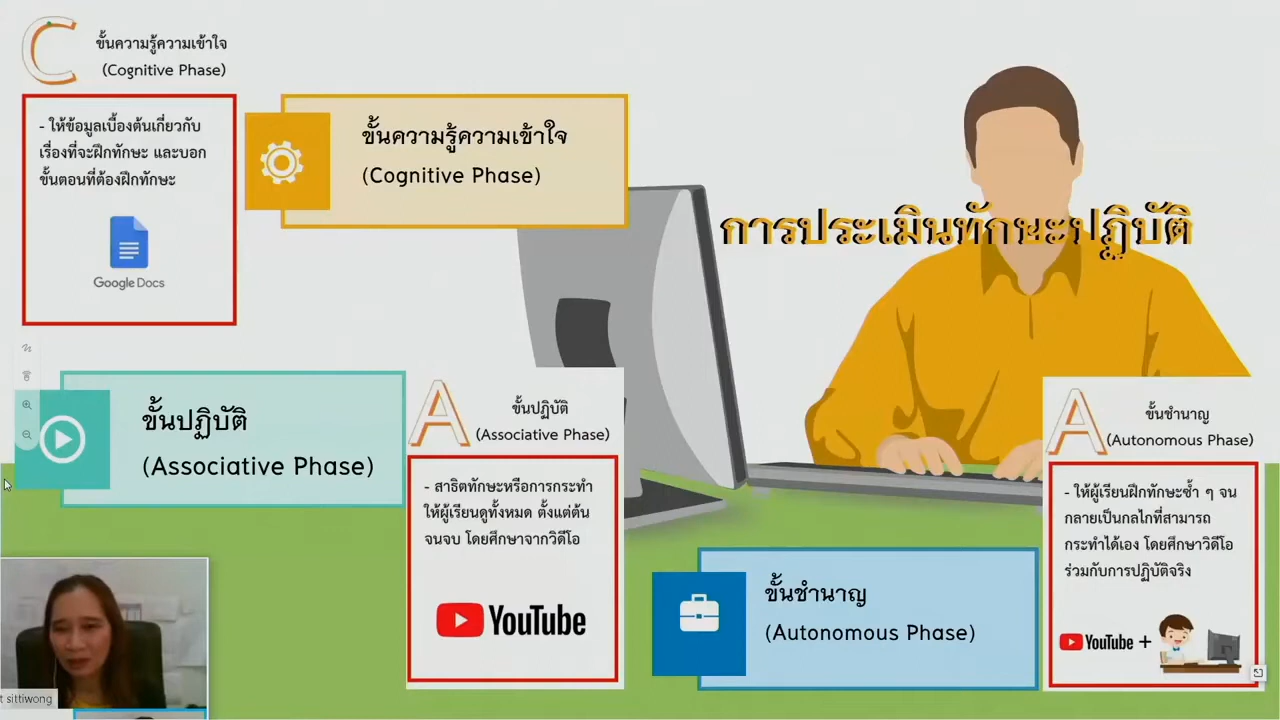 C
ขั้นความรู้ความเข้าใจ
(Cognitive Phase)
- ให้ข้อมูลเบื้องต้นเกี่ยวกับ
เรื่องที่จะฝึกทักษะ และบอก
ขั้นตอนที่ต้องฝึกทักษะ
Google Docs
ขั้นความรู้ความเข้าใจ
(Cognitive Phase)
การประเมินทักษะปฏิบัติ
ขั้นปฏิบัติ
(Associative Phase)
A
ขั้นปฏิบัติ
(Associative Phase)
- สาธิตทักษะหรือการกระทำ
ให้ผู้เรียนดูทั้งหมด ตั้งแต่ต้น
จนจบ โดยศึกษาจากวิดีโอ
YouTube
ขั้นชำนาญ
(Autonomous Phase)
A
ขั้นชำนาญ
(Autonomous Phase)
- ให้ผู้เรียนฝึกทักษะซ้ำ ๆ จน
กลายเป็นกลไกที่สามารถ
กระทำได้เอง โดยศึกษาวิดีโอ
ร่วมกับการปฏิบัติจริง
YouTube +
t sittiwong